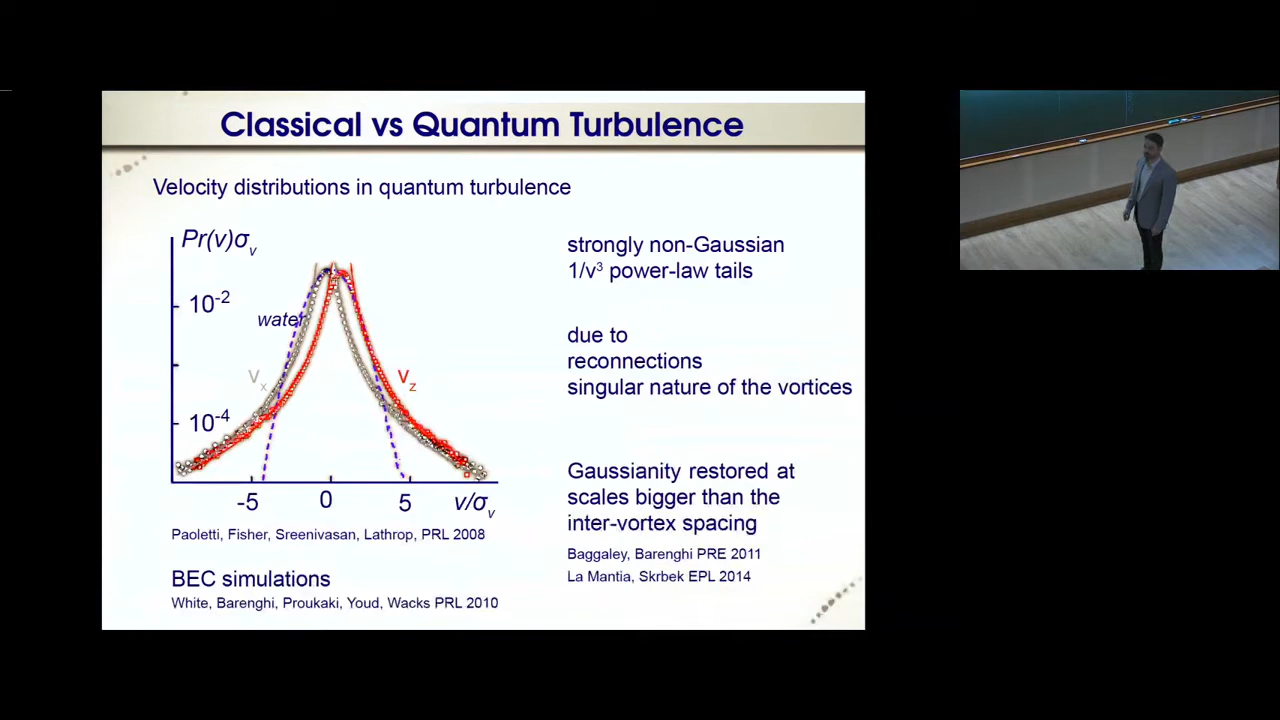 Classical vs Quantum Turbulence
Velocity distributions in quantum turbulence
Pr(v)σv
10-2
water
vx
vz
10-4
-5
0
5
v/σv
Paoletti, Fisher, Sreenivasan, Lathrop, PRL 2008
BEC simulations
White, Barenghi, Proukaki, Youd, Wacks PRL 2010
strongly non-Gaussian
1/v³ power-law tails
due to
reconnections
singular nature of the vortices
Gaussianity restored at
scales bigger than the
inter-vortex spacing
Baggaley, Barenghi PRE 2011
La Mantia, Skrbek EPL 2014